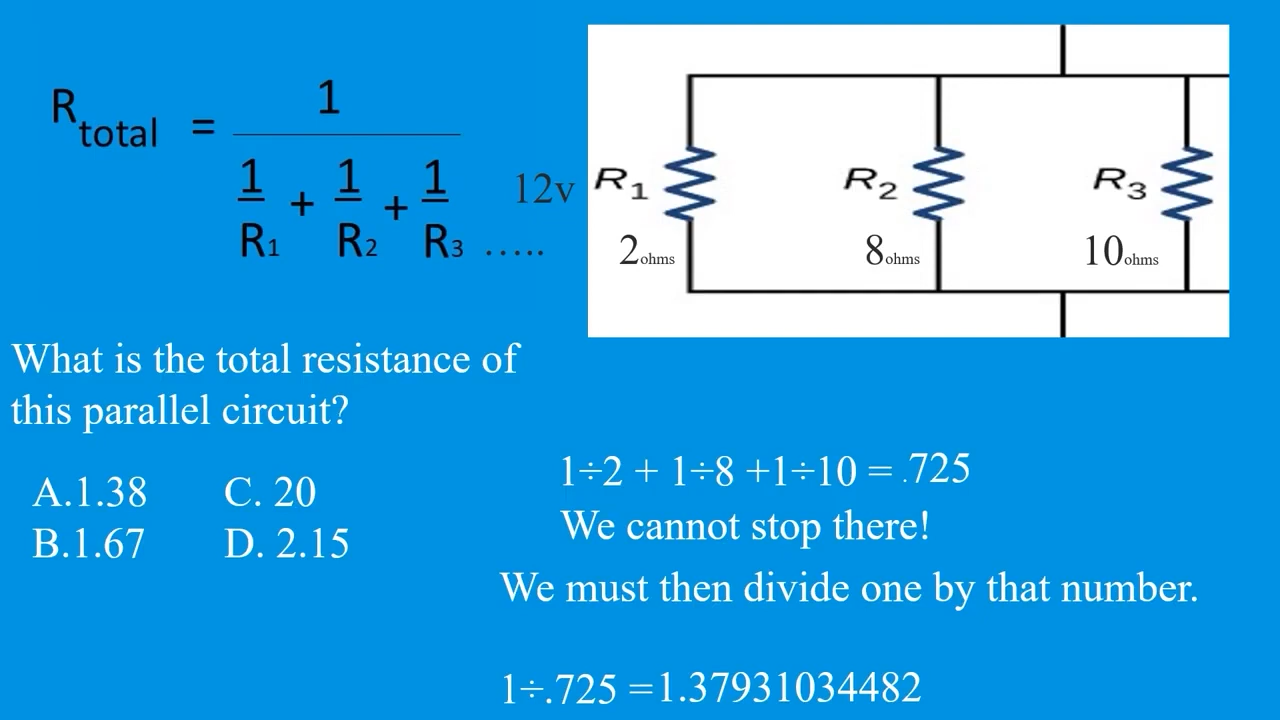 R total = 1
1 + 1 + 1
R1 R2 R3 .....
12v
R1 R2 R3
2ohms 8ohms 10ohms
What is the total resistance of
this parallel circuit?
A.1.38 C. 20
B.1.67 D. 2.15
1÷2 + 1÷8 +1÷10 = .725
We cannot stop there!
We must then divide one by that number.
1÷.725 =1.37931034482